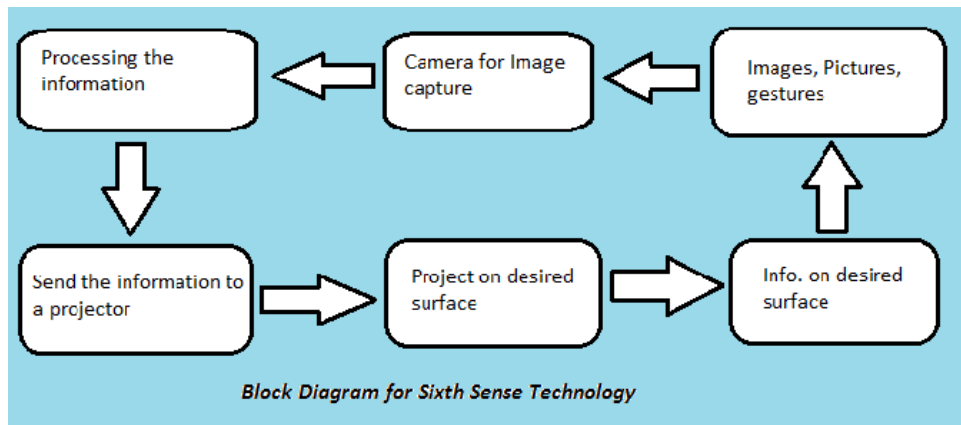 Processing the
information
Camera for Image
capture
Images, Pictures,
gestures
Send the information to
a projector
Project on desired
surface
Info. on desired
surface
Block Diagram for Sixth Sense Technology